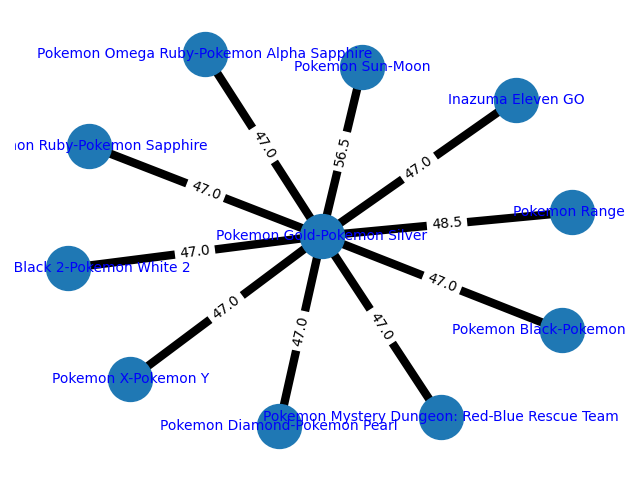 Pokemon Omega Ruby-Pokemon Alpha Sapphire
Pokemon Sun-Moon
Inazuma Eleven GO
47.0
56.5
on Ruby-Pokemon Sapphire
47.0
47.0
Pokemon Range
48.5
Pokemon Gold-Pokemon Silver
47.0
Black 2-Pokemon White 2
47.0
47.0
47.0
47.0
Pokemon Black-Pokemon
Pokemon X-Pokemon Y
Pokemon Mystery Dungeon: Red-Blue Rescue Team
Pokemon Diamond-Pokemon Pearl